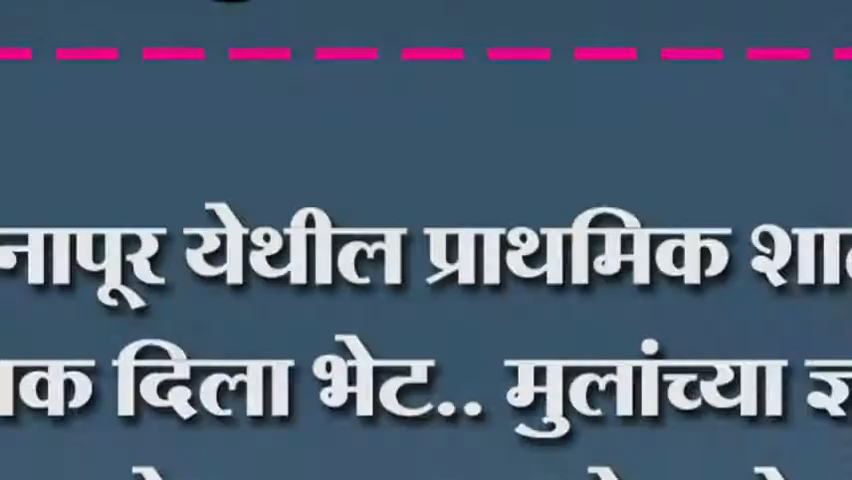 नापूर येथील प्राथमिक शा
क दिला भेट.. मुलांच्या